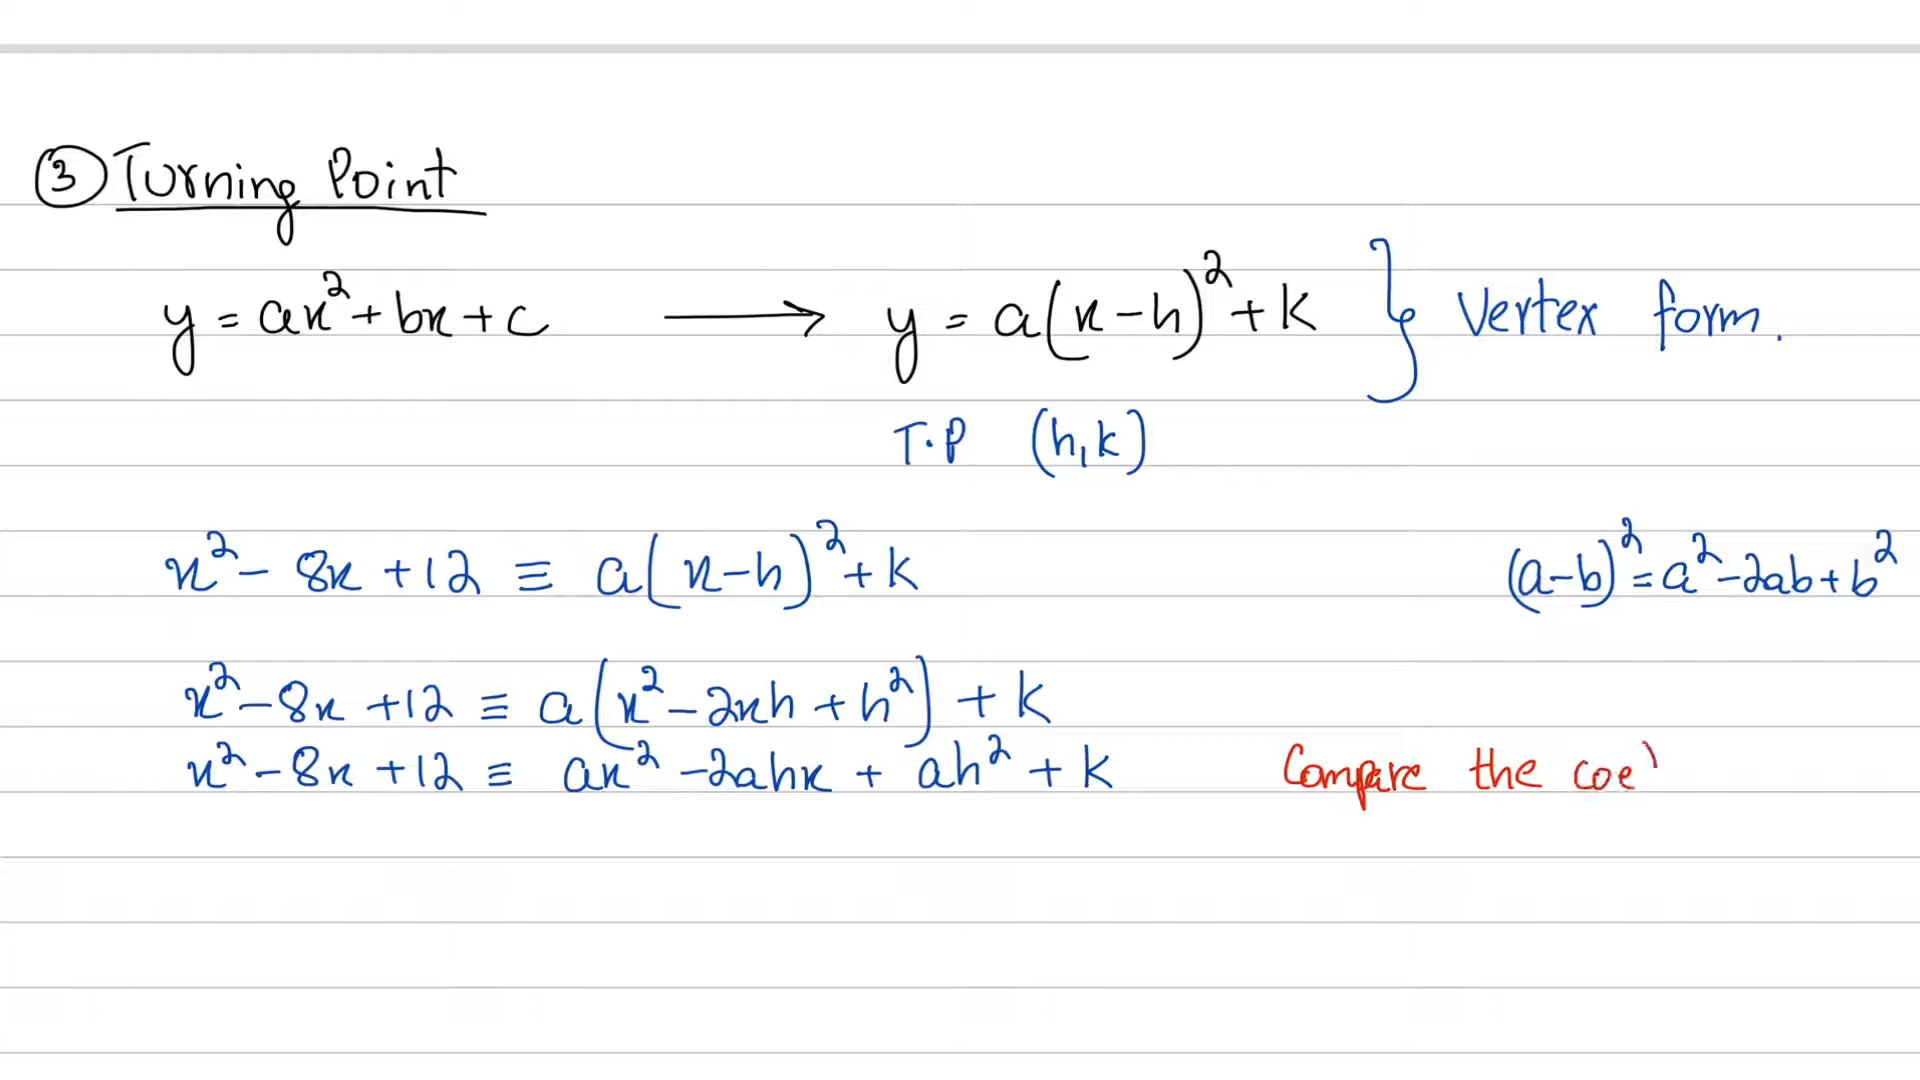 ③ Turning Point
y = ax² + bx + c ⟶ y = a(x-h)² + k } Vertex form.
T.P (h,k)
x² - 8x + 12 ≡ a(x-h)² + k (a-b)² = a² - 2ab + b²
x² - 8x + 12 ≡ a(x² - 2xh + h²) + k
x² - 8x + 12 ≡ ax² - 2ahx + ah² + k Compare the coe